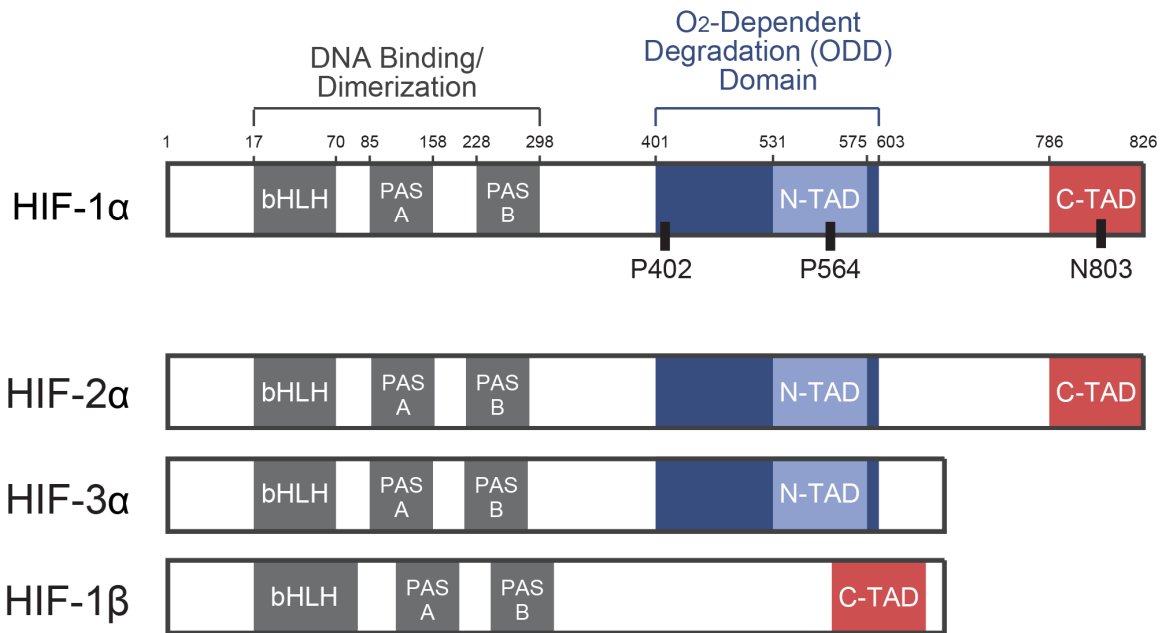 DNA Binding/
Dimerization
O2-Dependent
Degradation (ODD)
Domain
1 17 70 85 158 228 298 401 531 575 603 786 826
HIF-1α bHLH PAS A PAS B N-TAD C-TAD
P402 P564 N803
HIF-2α bHLH PAS A PAS B N-TAD C-TAD
HIF-3α bHLH PAS A PAS B N-TAD
HIF-1β bHLH PAS A PAS B C-TAD